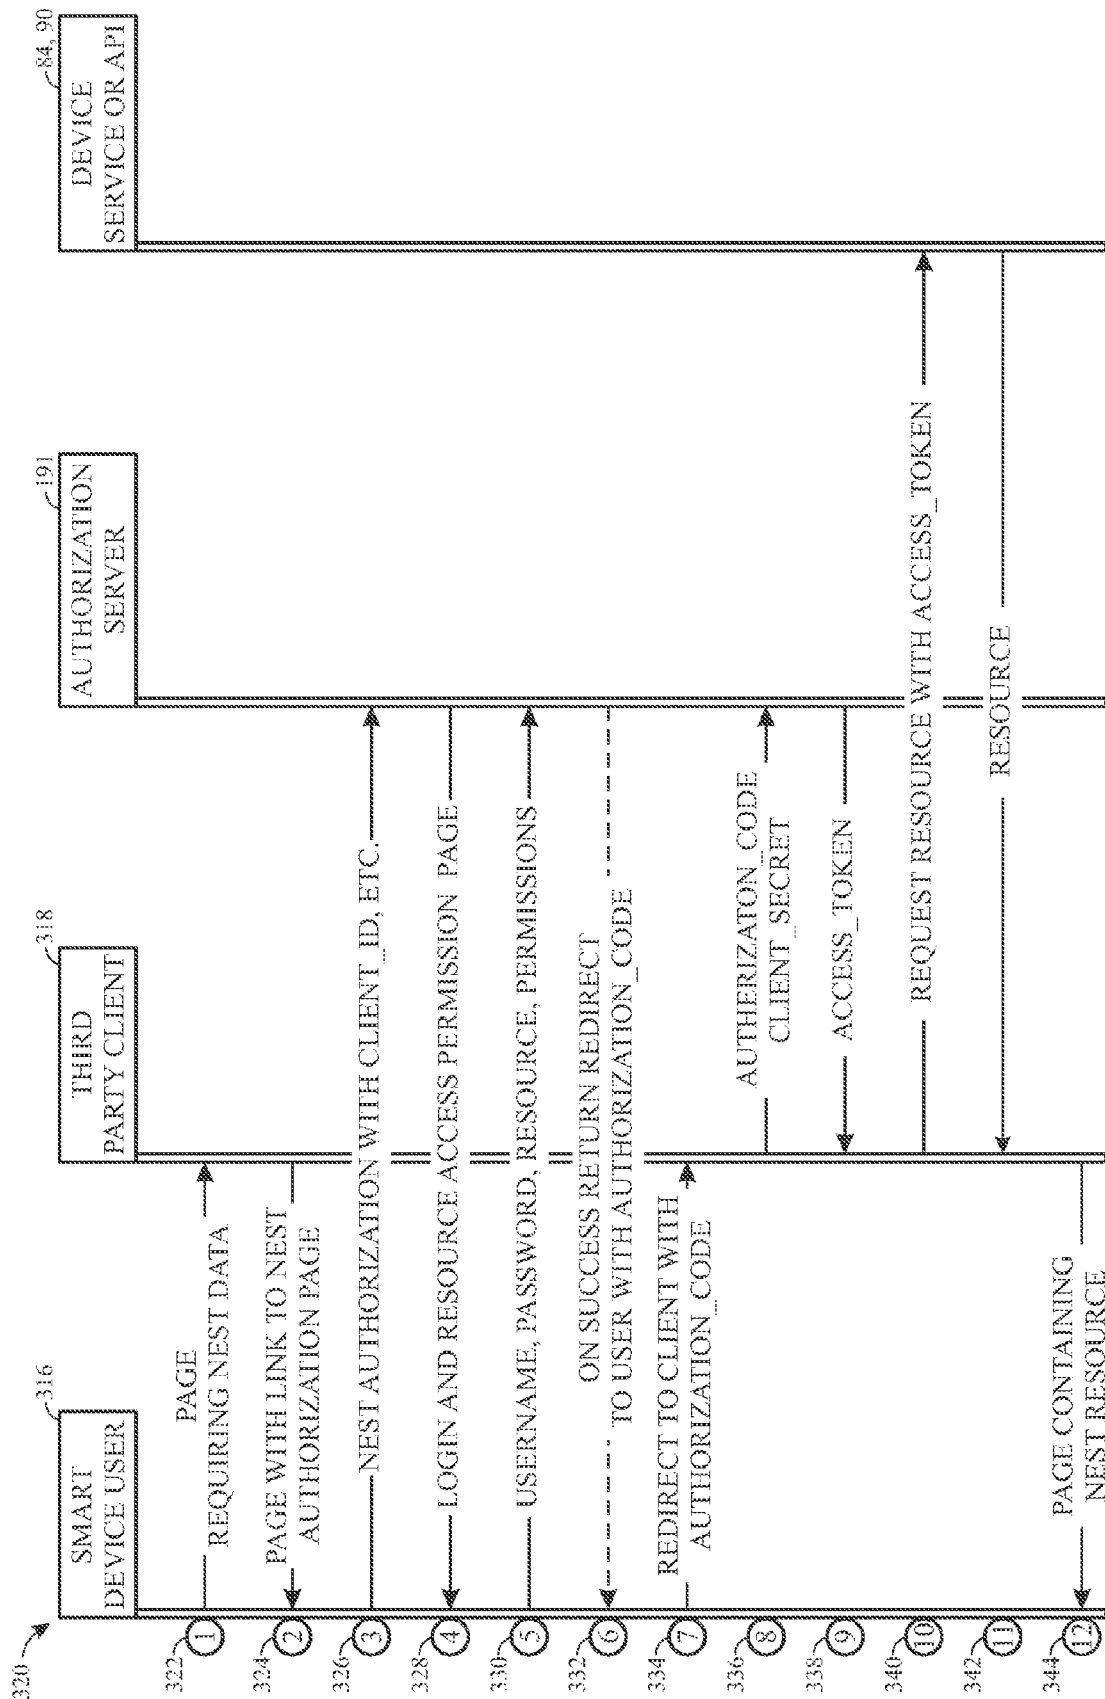 320
SMART
DEVICE USER
316
THIRD
PARTY CLIENT
318
AUTHORIZATION
SERVER
191
DEVICE
SERVICE OR API
84, 90
322
1
PAGE
REQUIRING NEST DATA
324
2
PAGE WITH LINK TO NEST
AUTHORIZATION PAGE
326
3
NEST AUTHORIZATION WITH CLIENT_ID, ETC.
328
4
LOGIN AND RESOURCE ACCESS PERMISSION PAGE
330
5
USERNAME, PASSWORD, RESOURCE, PERMISSIONS
332
6
ON SUCCESS RETURN REDIRECT
TO USER WITH AUTHORIZATION_CODE
334
7
REDIRECT TO CLIENT WITH
AUTHORIZATION_CODE
336
8
AUTHERIZATON_CODE
CLIENT_SECRET
338
9
ACCESS_TOKEN
340
10
REQUEST RESOURCE WITH ACCESS_TOKEN
342
11
RESOURCE
344
12
PAGE CONTAINING
NEST RESOURCE